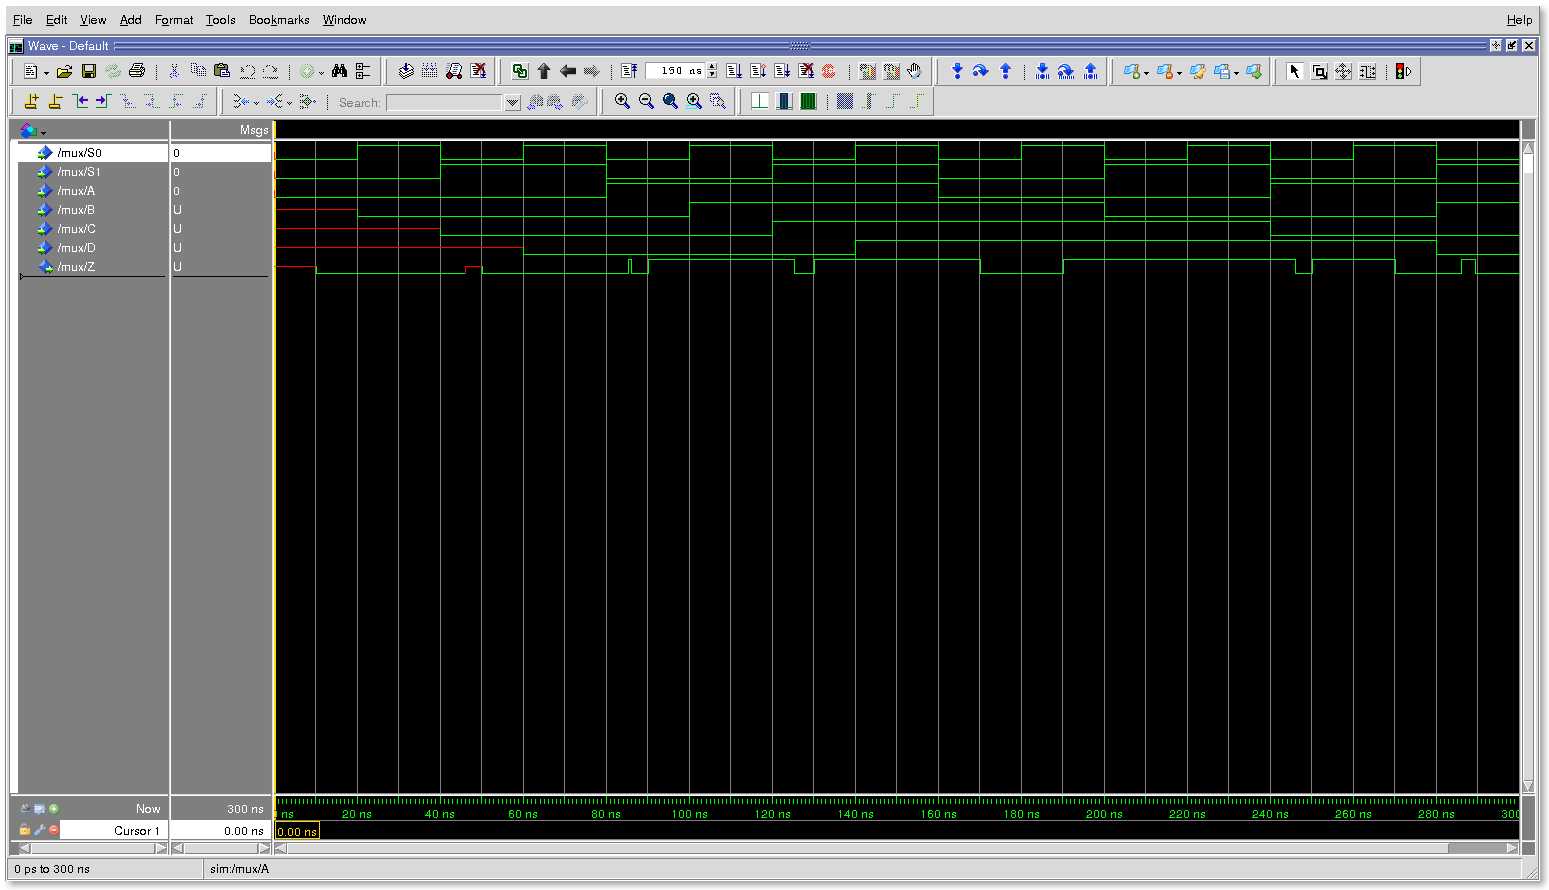 File Edit View Add Format Tools Bookmarks Window Help
Wave - Default
190 ns
Search:
Msgs
/mux/S0 0
/mux/S1 0
/mux/A 0
/mux/B U
/mux/C U
/mux/D U
/mux/Z U
Now 300 ns
ns 20 ns 40 ns 60 ns 80 ns 100 ns 120 ns 140 ns 160 ns 180 ns 200 ns 220 ns 240 ns 260 ns 280 ns 300
Cursor 1 0.00 ns 0.00 ns
0 ps to 300 ns sim:/mux/A